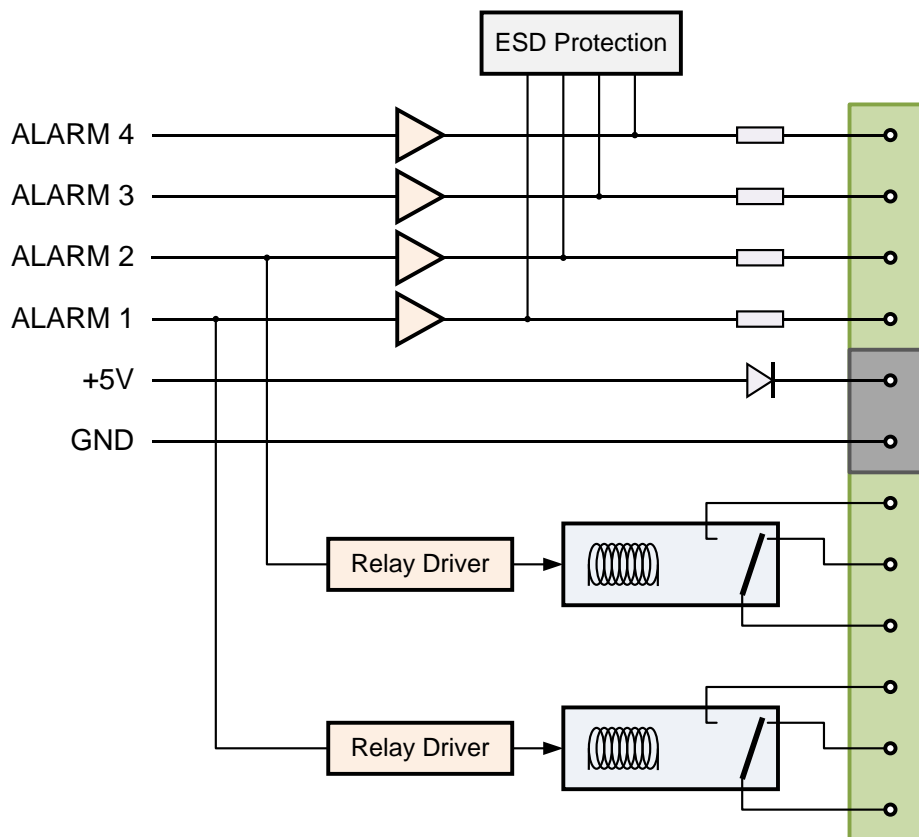 ESD Protection
ALARM 4
ALARM 3
ALARM 2
ALARM 1
+5V
GND
Relay Driver
Relay Driver